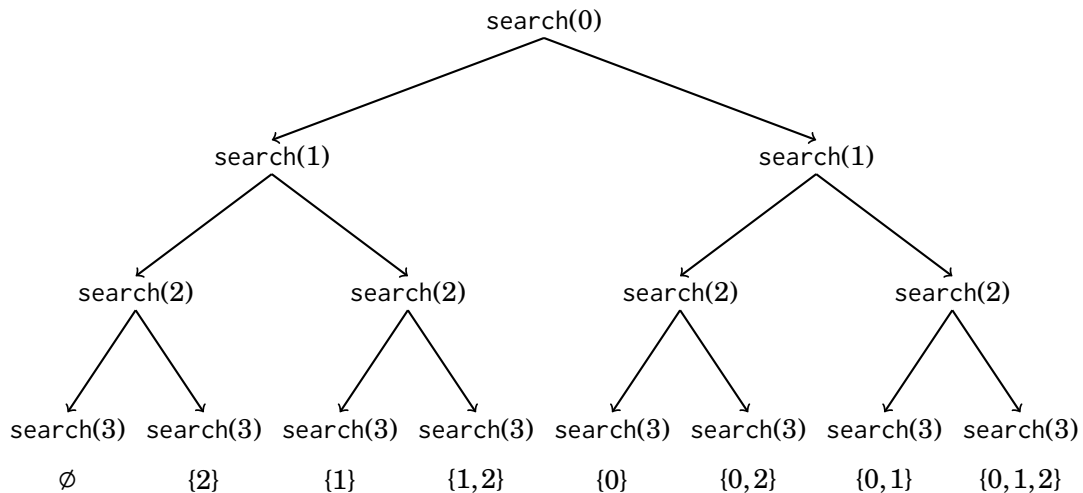 search(0)
search(1) search(1)
search(2) search(2) search(2) search(2)
search(3) search(3) search(3) search(3) search(3) search(3) search(3) search(3)
∅ {2} {1} {1,2} {0} {0,2} {0,1} {0,1,2}